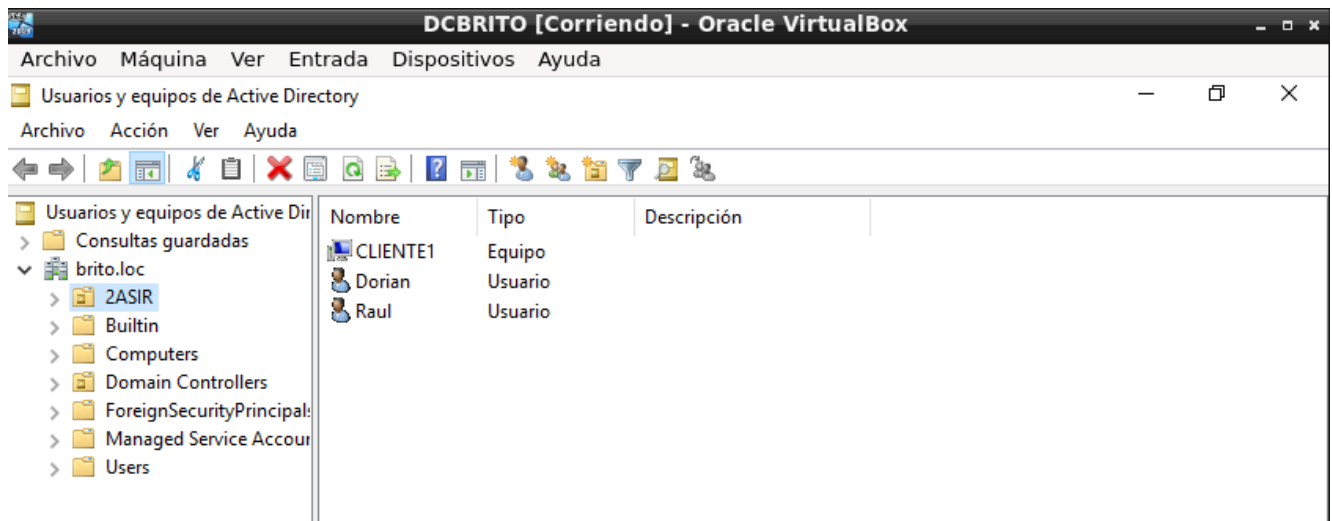 DCBRITO [Corriendo] - Oracle VirtualBox
Archivo Máquina Ver Entrada Dispositivos Ayuda
Usuarios y equipos de Active Directory
Archivo Acción Ver Ayuda
Usuarios y equipos de Active Dir
Consultas guardadas
brito.loc
2ASIR
Builtin
Computers
Domain Controllers
ForeignSecurityPrincipals
Managed Service Accour
Users
Nombre Tipo Descripción
CLIENTE1 Equipo
Dorian Usuario
Raul Usuario